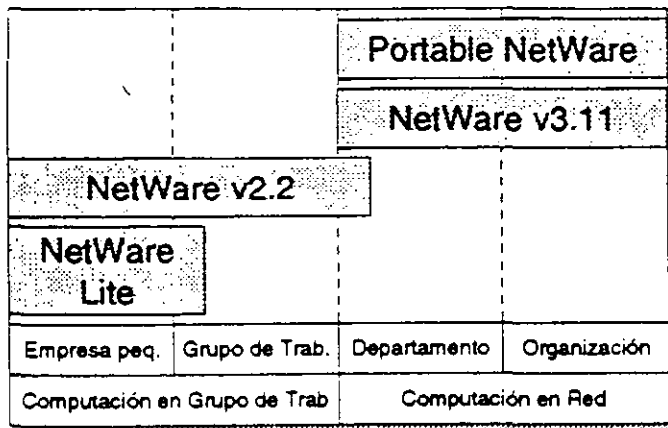 Portable NetWare
NetWare v3.11
NetWare v2.2
NetWare
Lite
Empresa peq. Grupo de Trab. Departamento Organización
Computación en Grupo de Trab Computación en Red